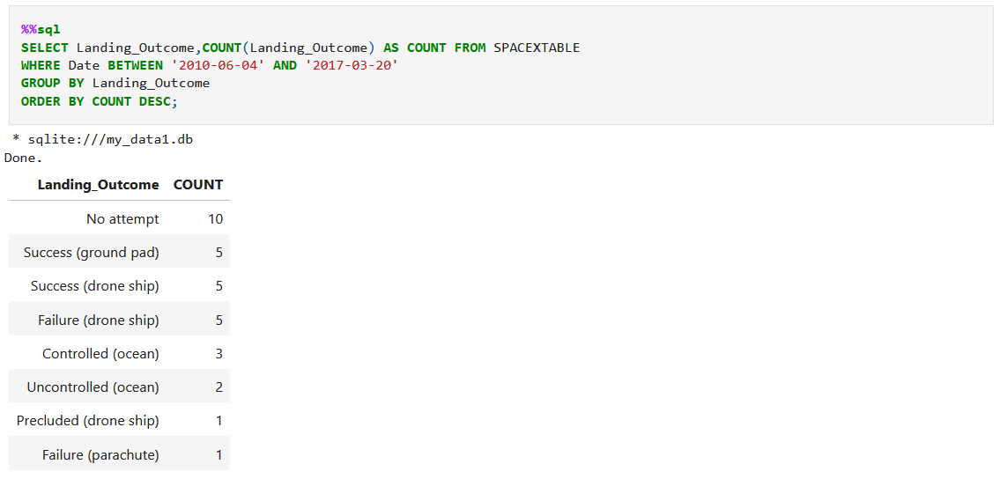 %%sql
SELECT Landing_Outcome,COUNT(Landing_Outcome) AS COUNT FROM SPACEXTABLE
WHERE Date BETWEEN '2010-06-04' AND '2017-03-20'
GROUP BY Landing_Outcome
ORDER BY COUNT DESC;
* sqlite:///my_data1.db
Done.
Landing_Outcome COUNT
No attempt 10
Success (ground pad) 5
Success (drone ship) 5
Failure (drone ship) 5
Controlled (ocean) 3
Uncontrolled (ocean) 2
Precluded (drone ship) 1
Failure (parachute) 1